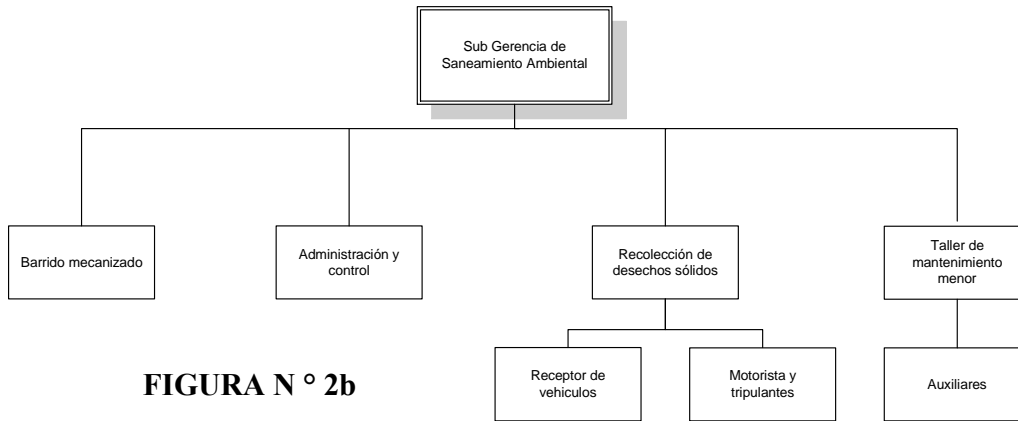 Sub Gerencia de
Saneamiento Ambiental
Barrido mecanizado
Administración y
control
Recolección de
desechos sólidos
Taller de
mantenimiento
menor
Receptor de
vehiculos
Motorista y
tripulantes
Auxiliares
FIGURA N ° 2b